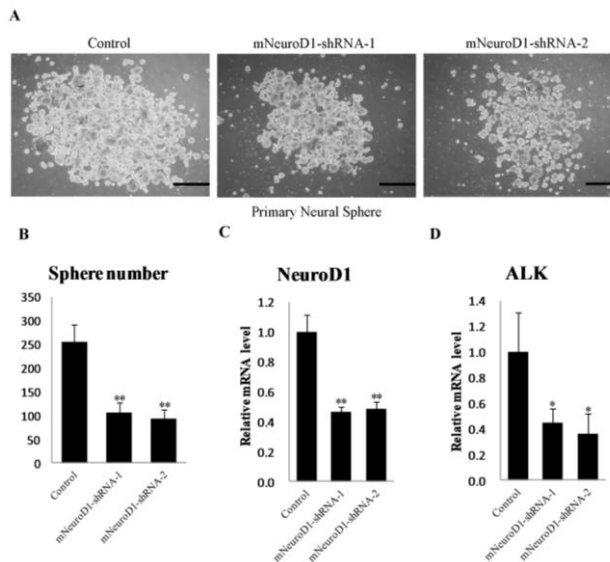 A
Control
mNeuroD1-shRNA-1
mNeuroD1-shRNA-2
Primary Neural Sphere
B
Sphere number
350
300
250
200
150
100
50
0
**
**
Control
mNeuroD1-shRNA-1
mNeuroD1-shRNA-2
C
NeuroD1
Relative mRNA level
1.2
1.0
0.8
0.6
0.4
0.2
0.0
**
**
Control
mNeuroD1-shRNA-1
mNeuroD1-shRNA-2
D
ALK
Relative mRNA level
1.4
1.2
1.0
0.8
0.6
0.4
0.2
0.0
*
*
Control
mNeuroD1-shRNA-1
mNeuroD1-shRNA-2